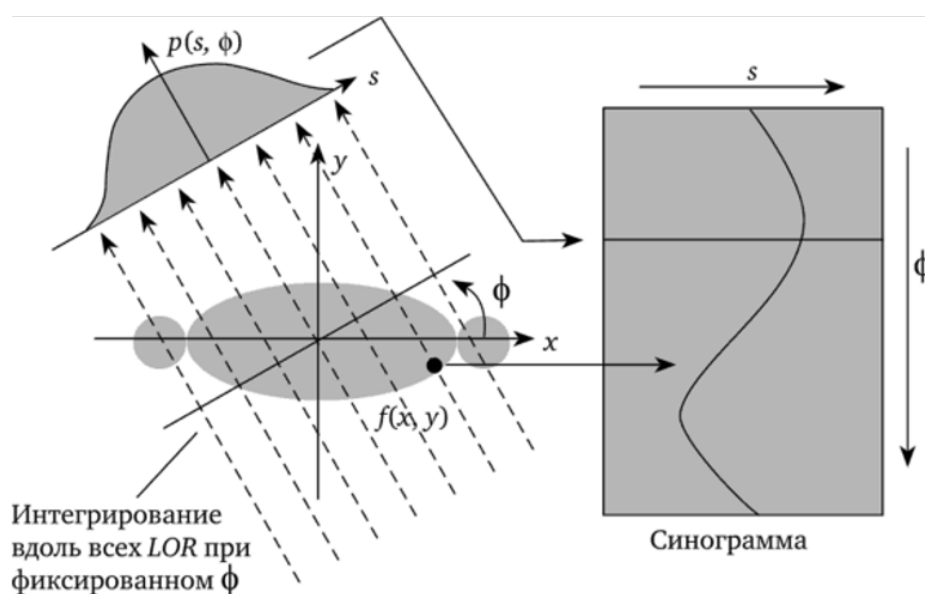 p(s, ϕ)
s
s
y
ϕ
ϕ
x
f(x, y)
Интегрирование
вдоль всех LOR при
фиксированном ϕ
Синограмма